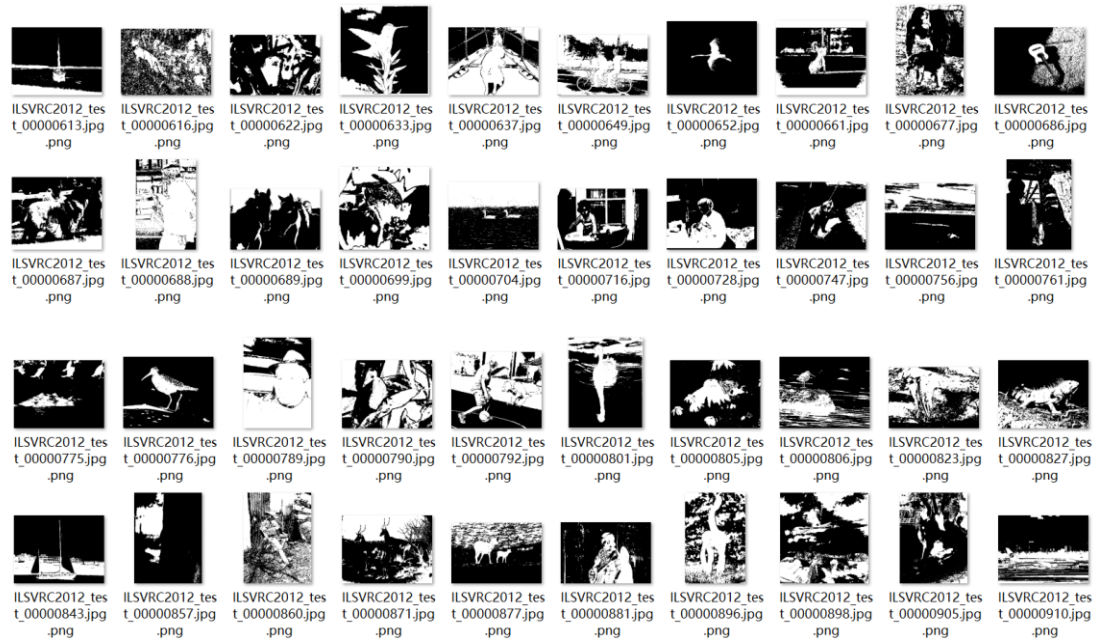 ILSVRC2012_tes
t_00000613.jpg
.png
ILSVRC2012_tes
t_00000616.jpg
.png
ILSVRC2012_tes
t_00000622.jpg
.png
ILSVRC2012_tes
t_00000633.jpg
.png
ILSVRC2012_tes
t_00000637.jpg
.png
ILSVRC2012_tes
t_00000649.jpg
.png
ILSVRC2012_tes
t_00000652.jpg
.png
ILSVRC2012_tes
t_00000661.jpg
.png
ILSVRC2012_tes
t_00000677.jpg
.png
ILSVRC2012_tes
t_00000686.jpg
.png
ILSVRC2012_tes
t_00000687.jpg
.png
ILSVRC2012_tes
t_00000688.jpg
.png
ILSVRC2012_tes
t_00000689.jpg
.png
ILSVRC2012_tes
t_00000699.jpg
.png
ILSVRC2012_tes
t_00000704.jpg
.png
ILSVRC2012_tes
t_00000716.jpg
.png
ILSVRC2012_tes
t_00000728.jpg
.png
ILSVRC2012_tes
t_00000747.jpg
.png
ILSVRC2012_tes
t_00000756.jpg
.png
ILSVRC2012_tes
t_00000761.jpg
.png
ILSVRC2012_tes
t_00000775.jpg
.png
ILSVRC2012_tes
t_00000776.jpg
.png
ILSVRC2012_tes
t_00000789.jpg
.png
ILSVRC2012_tes
t_00000790.jpg
.png
ILSVRC2012_tes
t_00000792.jpg
.png
ILSVRC2012_tes
t_00000801.jpg
.png
ILSVRC2012_tes
t_00000805.jpg
.png
ILSVRC2012_tes
t_00000806.jpg
.png
ILSVRC2012_tes
t_00000823.jpg
.png
ILSVRC2012_tes
t_00000827.jpg
.png
ILSVRC2012_tes
t_00000843.jpg
.png
ILSVRC2012_tes
t_00000857.jpg
.png
ILSVRC2012_tes
t_00000860.jpg
.png
ILSVRC2012_tes
t_00000871.jpg
.png
ILSVRC2012_tes
t_00000877.jpg
.png
ILSVRC2012_tes
t_00000881.jpg
.png
ILSVRC2012_tes
t_00000896.jpg
.png
ILSVRC2012_tes
t_00000898.jpg
.png
ILSVRC2012_tes
t_00000905.jpg
.png
ILSVRC2012_tes
t_00000910.jpg
.png